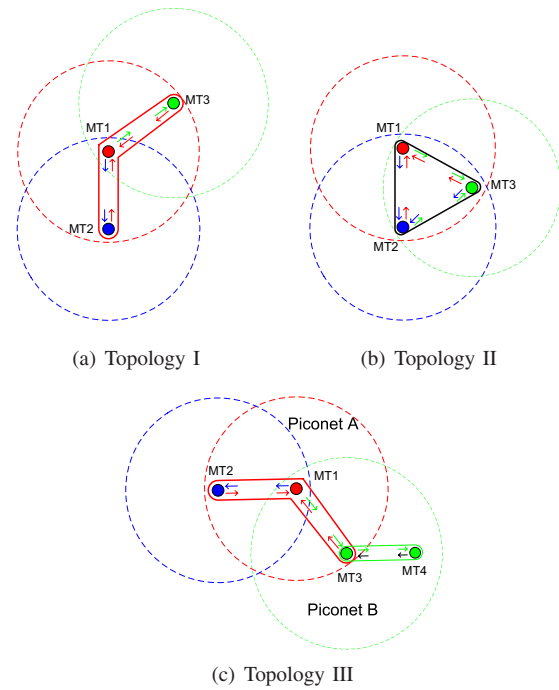 MT3
MT1
MT2
(a) Topology I
MT1
MT3
MT2
(b) Topology II
Piconet A
MT2
MT1
MT3
MT4
Piconet B
(c) Topology III